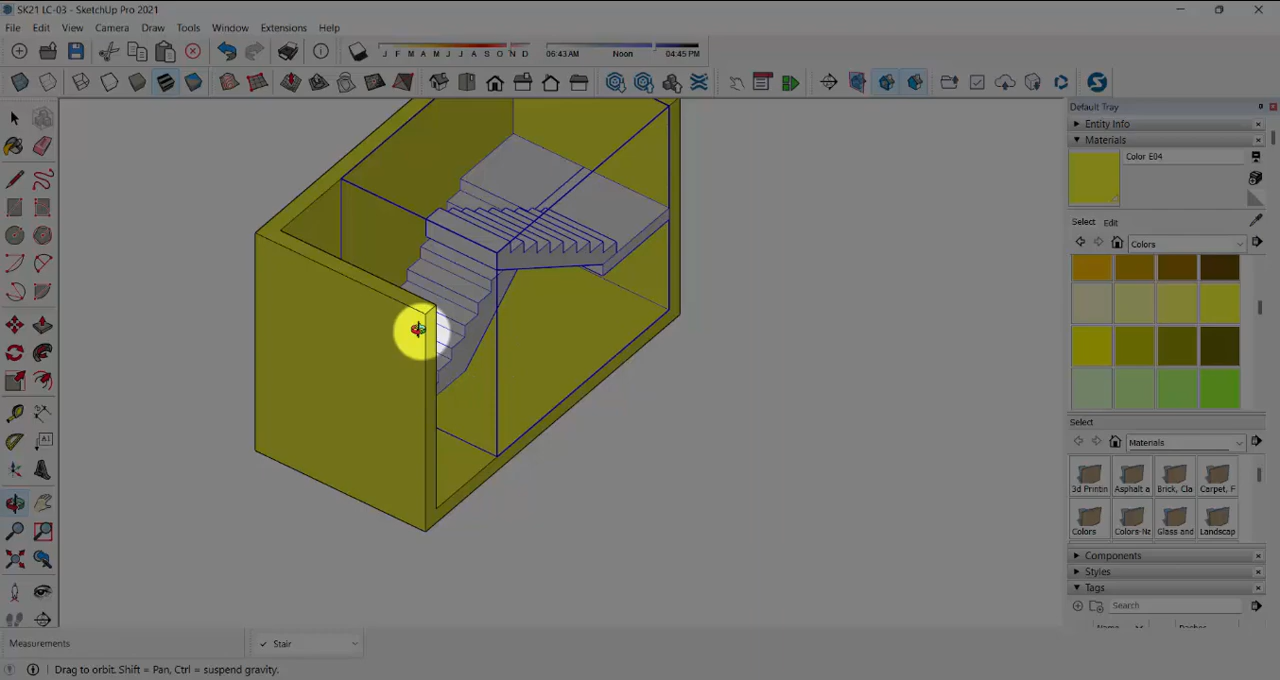 SK21 LC-03 - SketchUp Pro 2021
File Edit View Camera Draw Tools Window Extensions Help
J F M A M J J A S O N D 06:43 AM Noon 04:45 PM
Default Tray
Entity Info
Materials
Color E04
Select Edit
Colors
Select
Materials
3d Printin Asphalt a Brick, Cla Carpet, F
Colors Colors-Na Glass and Landscap
Components
Styles
Tags
Search
Name Dashes
Measurements Stair
Drag to orbit. Shift = Pan, Ctrl = suspend gravity.